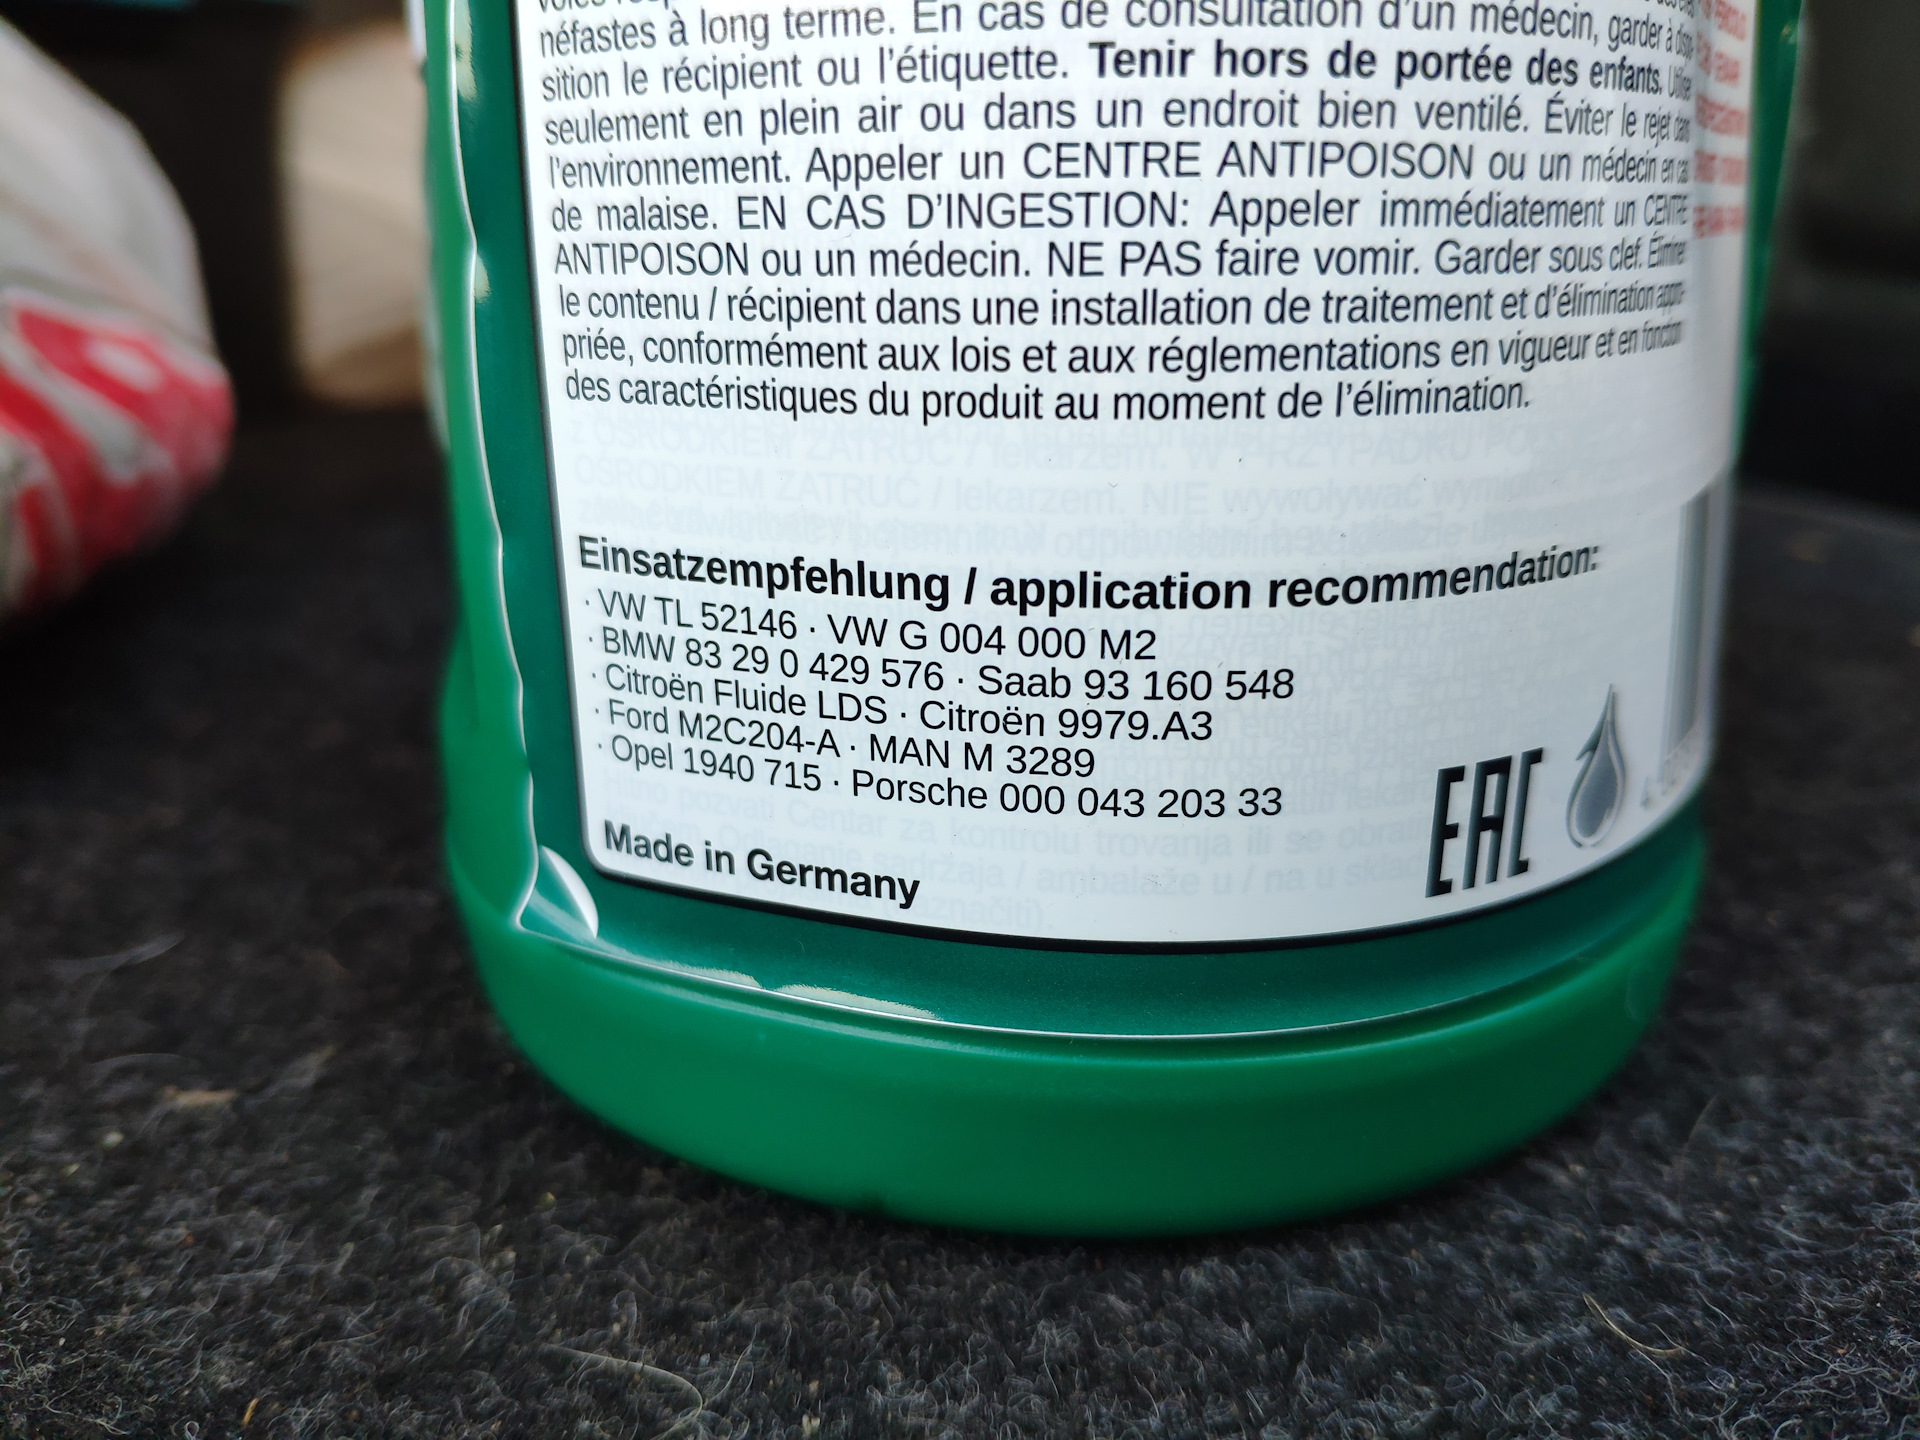 néfastes à long terme. En cas de consultation d'un médecin, garder à dispo-
sition le récipient ou l'étiquette. Tenir hors de portée des enfants. Utiliser
seulement en plein air ou dans un endroit bien ventilé. Éviter le rejet dans
l'environnement. Appeler un CENTRE ANTIPOISON ou un médecin en cas
de malaise. EN CAS D'INGESTION: Appeler immédiatement un CENTRE
ANTIPOISON ou un médecin. NE PAS faire vomir. Garder sous clef. Éliminer
le contenu / récipient dans une installation de traitement et d'élimination appro-
priée, conformément aux lois et aux réglementations en vigueur et en fonction
des caractéristiques du produit au moment de l'élimination.
Einsatzempfehlung / application recommendation:
· VW TL 52146 · VW G 004 000 M2
· BMW 83 29 0 429 576 · Saab 93 160 548
· Citroën Fluide LDS · Citroën 9979.A3
· Ford M2C204-A · MAN M 3289
· Opel 1940 715 · Porsche 000 043 203 33
Made in Germany
EAC